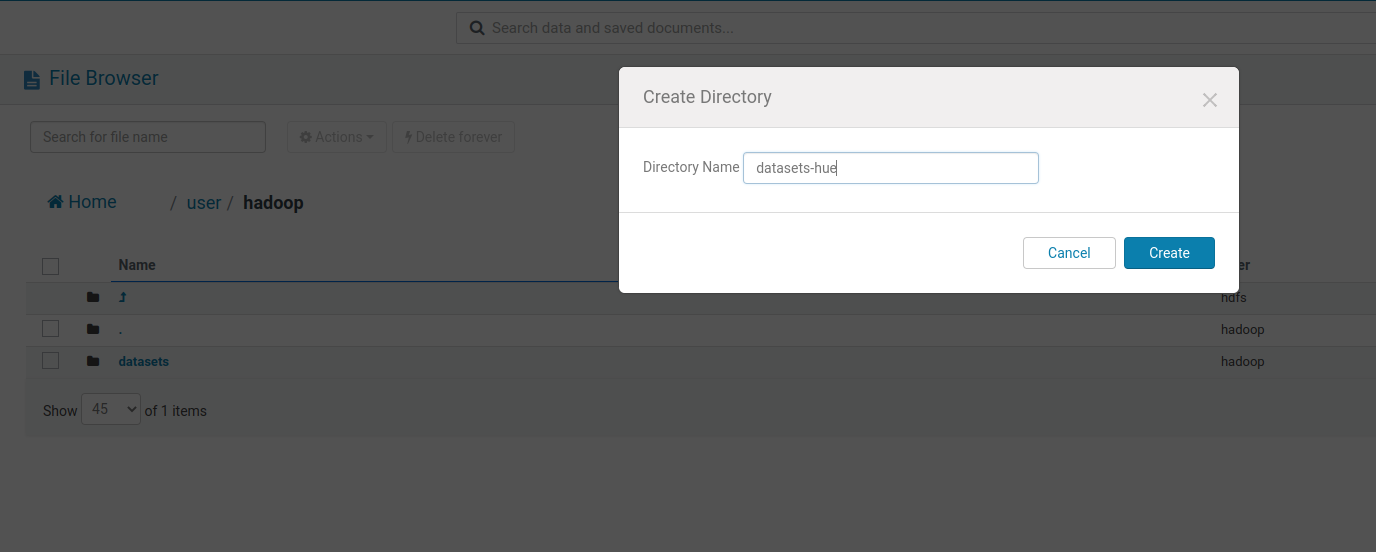 Search data and saved documents...
File Browser
Create Directory
Search for file name
Actions
Delete forever
Directory Name datasets-hue
Home / user / hadoop
Cancel Create
Name
hdfs
. hadoop
datasets hadoop
Show 45 of 1 items